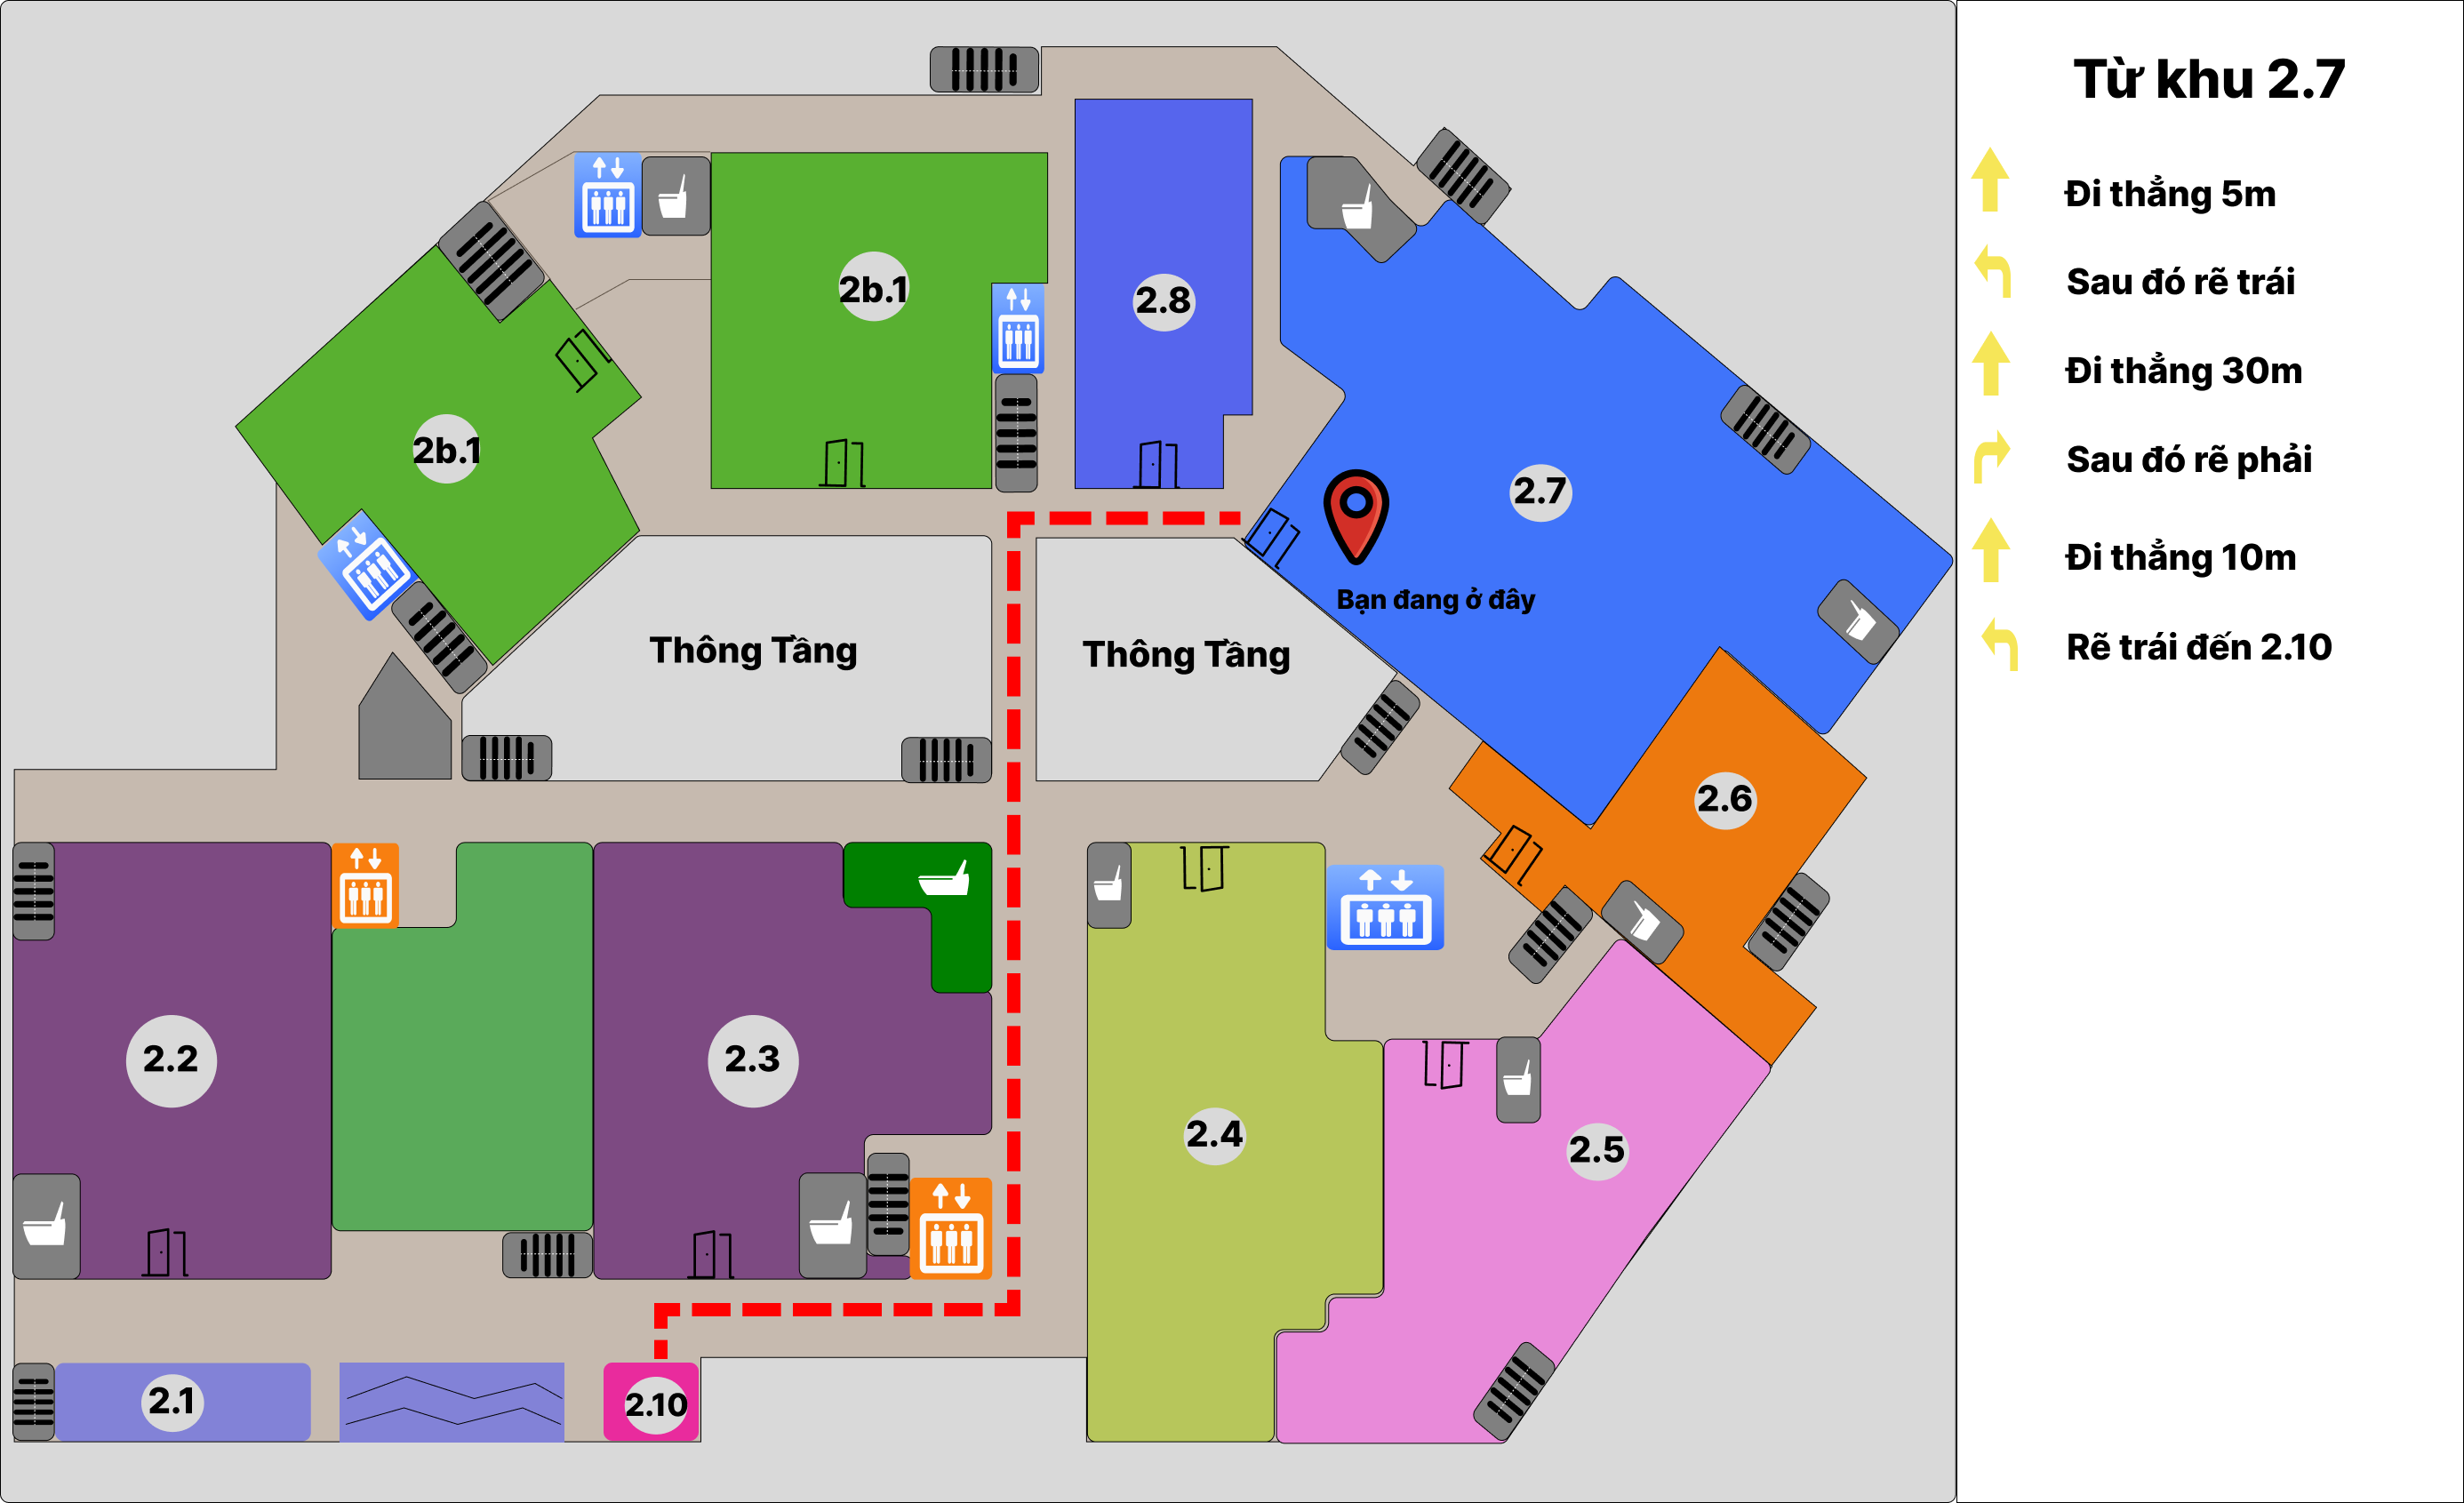 Từ khu 2.7
Đi thẳng 5m
Sau đó rẽ trái
Đi thẳng 30m
Sau đó rẽ phải
Đi thẳng 10m
Rẽ trái đến 2.10
2b.1
2.8
2b.1
2.7
Bạn đang ở đây
Thông Tầng
Thông Tầng
2.6
2.2
2.3
2.4
2.5
2.1
2.10